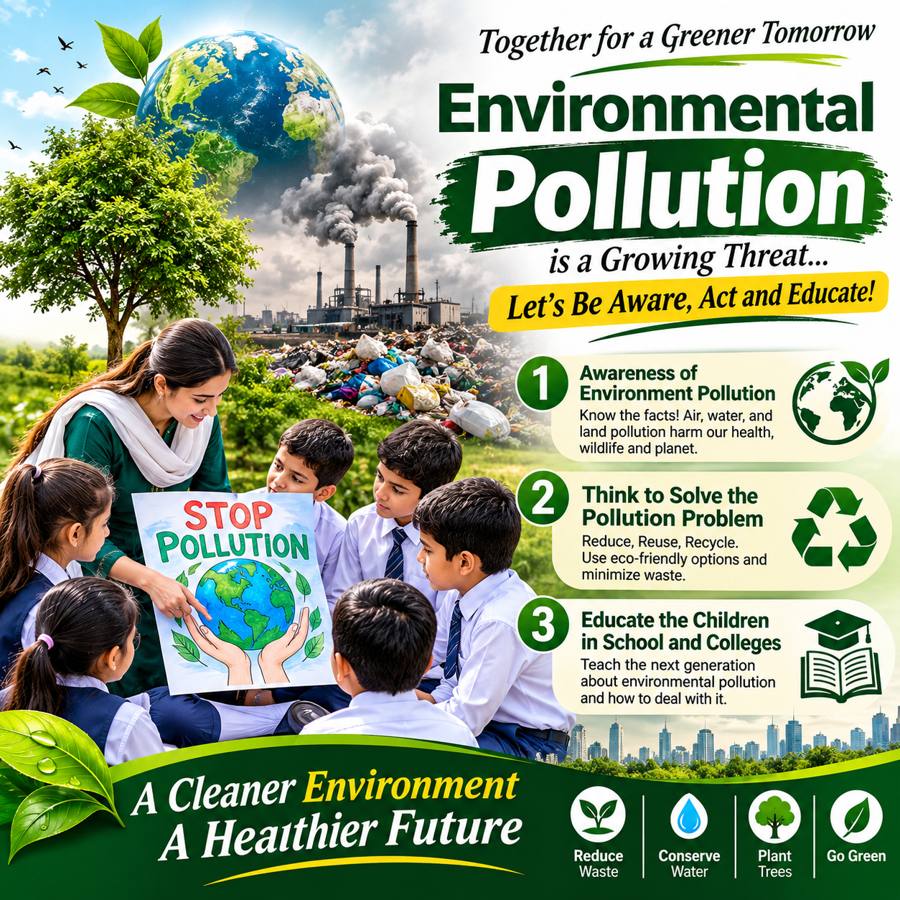 Together for a Greener Tomorrow
Environmental
Pollution
is a Growing Threat...
Let's Be Aware, Act and Educate!
1
Awareness of
Environment Pollution
Know the facts! Air, water, and
land pollution harm our health,
wildlife and planet.
2
Think to Solve the
Pollution Problem
Reduce, Reuse, Recycle.
Use eco-friendly options and
minimize waste.
3
Educate the Children
in School and Colleges
Teach the next generation
about environmental pollution
and how to deal with it.
STOP
POLLUTION
A Cleaner Environment
A Healthier Future
Reduce
Waste
Conserve
Water
Plant
Trees
Go Green